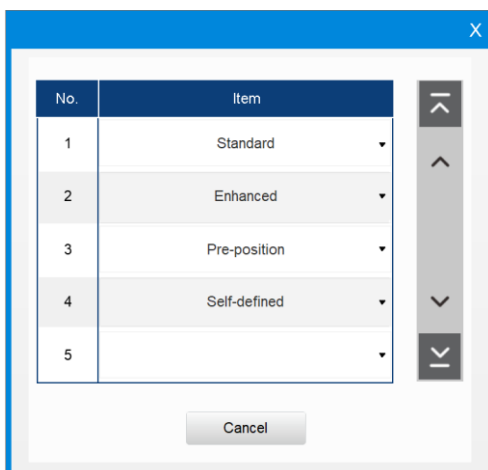 X
No. Item
1 Standard
2 Enhanced
3 Pre-position
4 Self-defined
5
Cancel